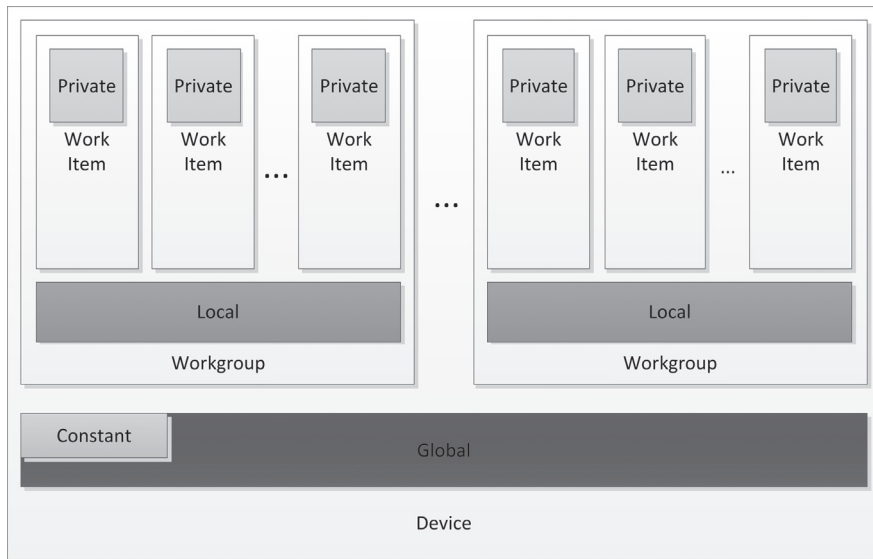 Private Private Private Private Private Private
Work Work Work Work Work Work
Item Item ... Item ... Item Item ... Item
Local Local
Workgroup Workgroup
Constant
Global
Device